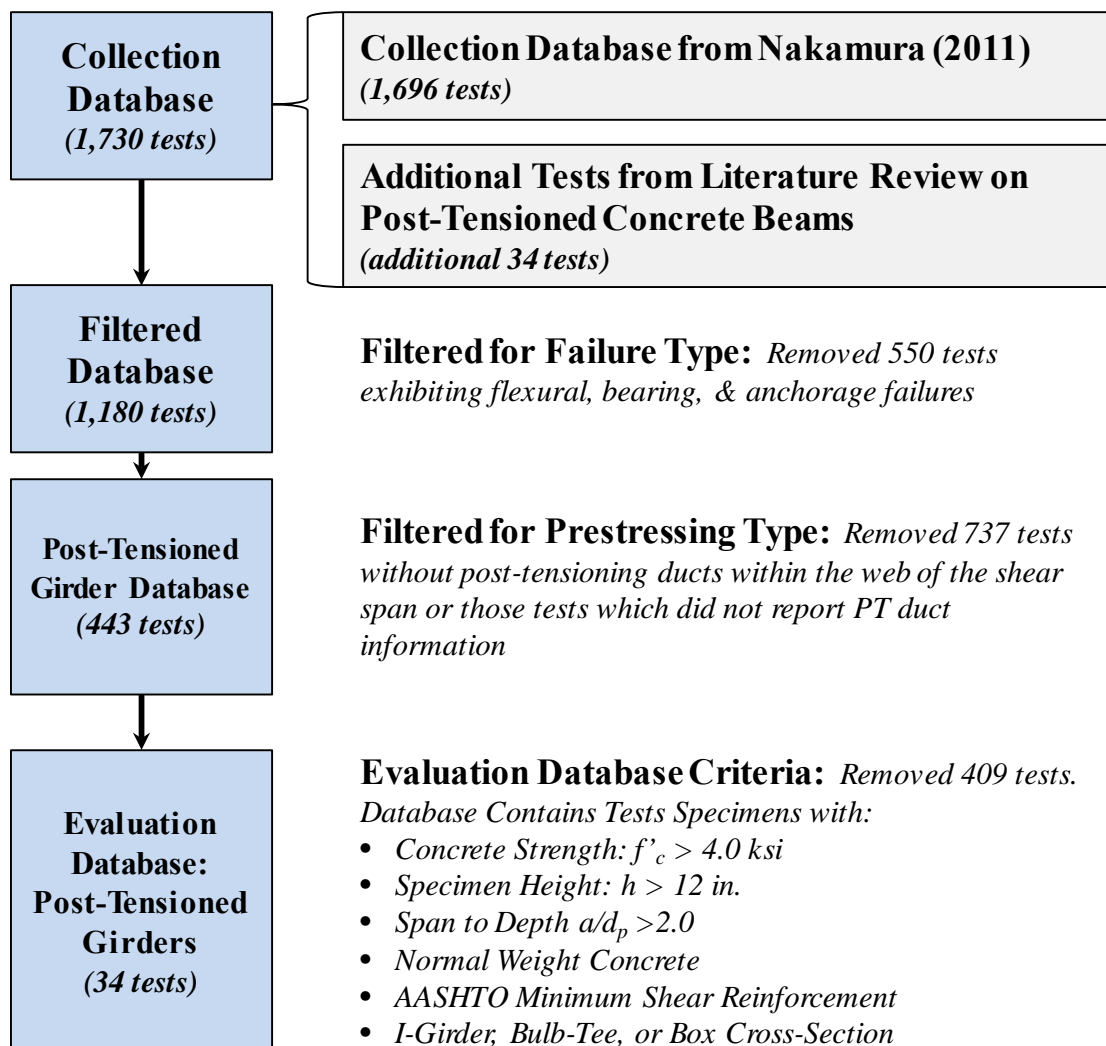 Collection
Database
(1,730 tests)
Collection Database from Nakamura (2011)
(1,696 tests)
Additional Tests from Literature Review on
Post-Tensioned Concrete Beams
(additional 34 tests)
Filtered
Database
(1,180 tests)
Filtered for Failure Type: Removed 550 tests
exhibiting flexural, bearing, & anchorage failures
Post-Tensioned
Girder Database
(443 tests)
Filtered for Prestressing Type: Removed 737 tests
without post-tensioning ducts within the web of the shear
span or those tests which did not report PT duct
information
Evaluation
Database:
Post-Tensioned
Girders
(34 tests)
Evaluation Database Criteria: Removed 409 tests.
Database Contains Tests Specimens with:
• Concrete Strength: f’c > 4.0 ksi
• Specimen Height: h > 12 in.
• Span to Depth a/dp >2.0
• Normal Weight Concrete
• AASHTO Minimum Shear Reinforcement
• I-Girder, Bulb-Tee, or Box Cross-Section